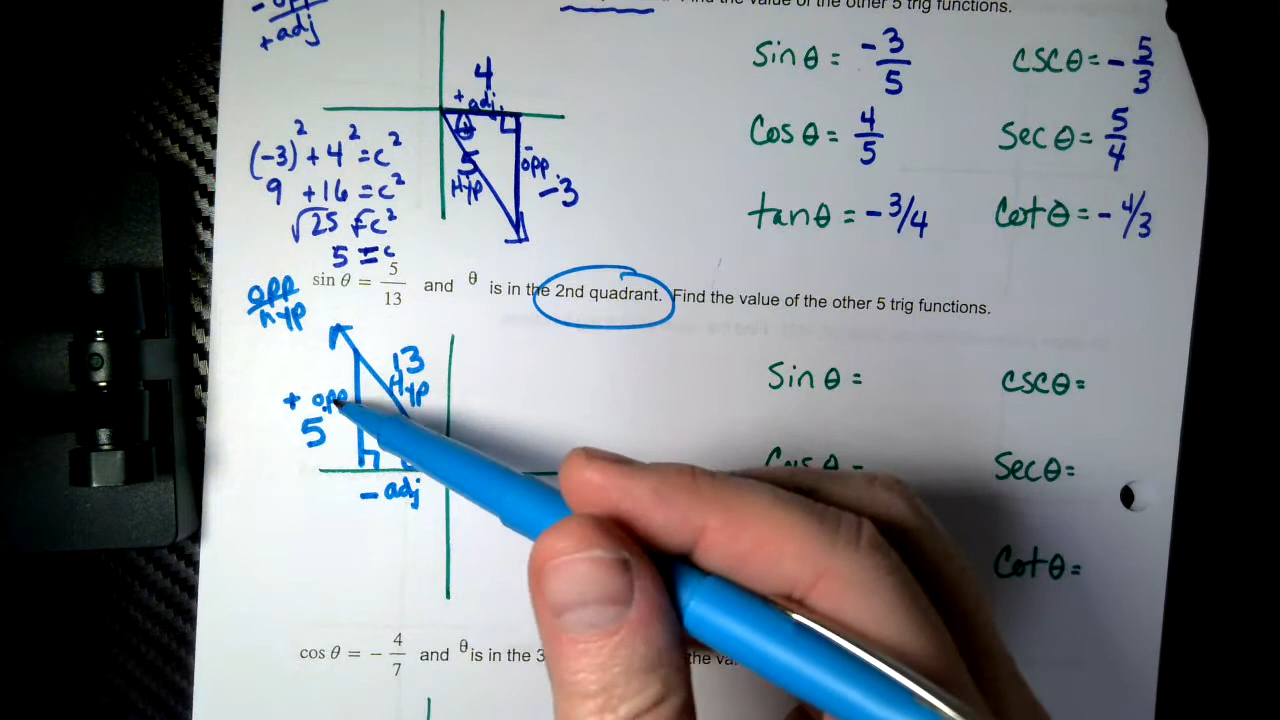 - opp
+ adj
the value of the other 5 trig functions.
sin θ = -3/5
csc θ = - 5/3
4
+ adj.
(-3)² + 4² = c²
θ
5
Hyp
opp
-3
cos θ = 4/5
sec θ = 5/4
9 + 16 = c²
√25 = c²
5 = c
tan θ = - 3/4
cot θ = - 4/3
opp
hyp
sin θ = 5/13 and θ is in the 2nd quadrant. Find the value of the other 5 trig functions.
13
Hyp
+ opp
5
- adj
sin θ =
csc θ =
cos θ =
sec θ =
cot θ =
cos θ = - 4/7 and θ is in the 3